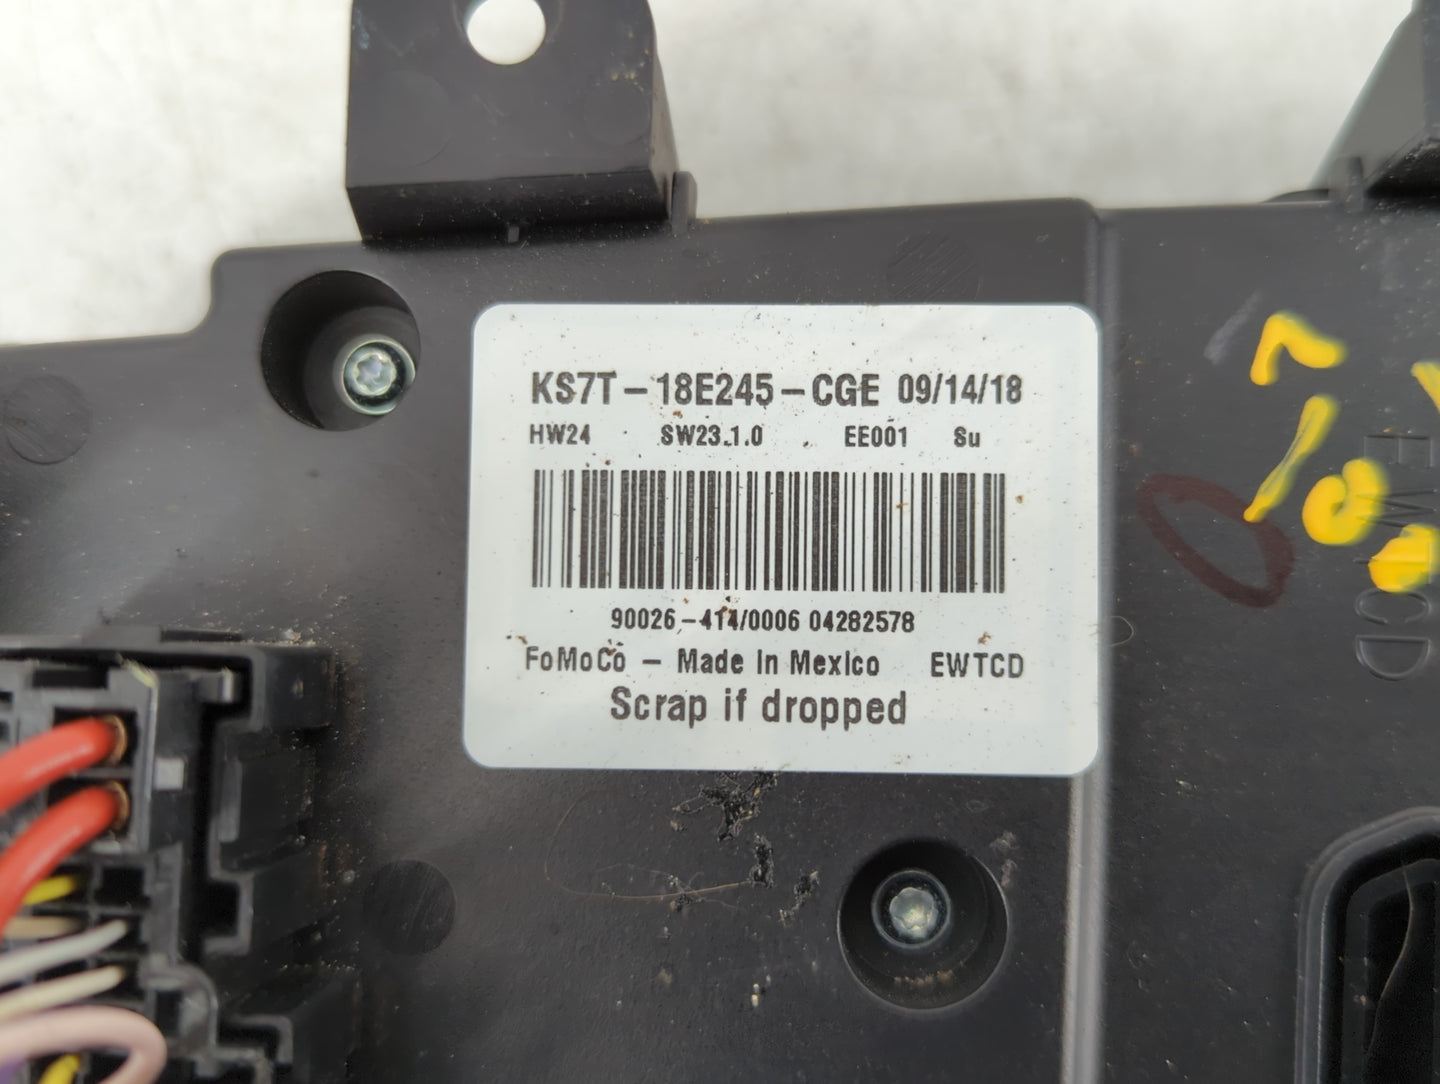 KS7T-18E245-CGE 09/14/18
HW24 SW23.1.0 EE001 Su
90026-414/0006 04282578
FoMoCo - Made In Mexico EWTCD
Scrap if dropped